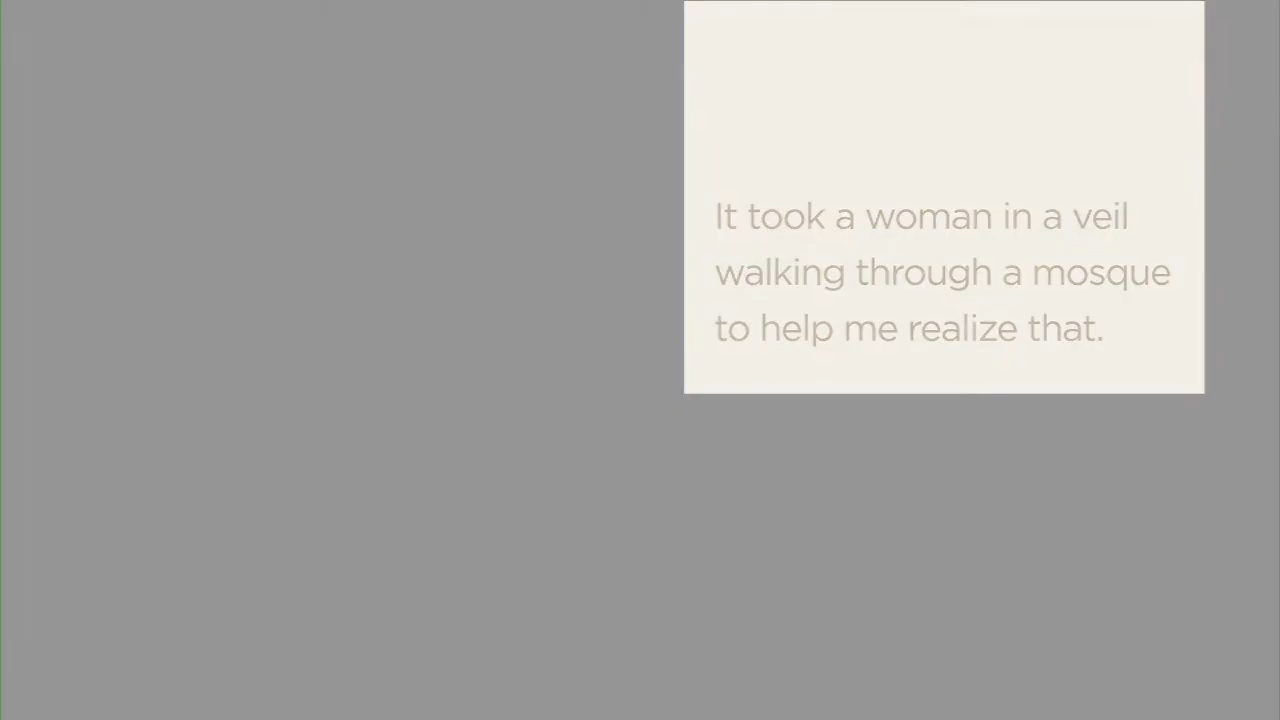 It took a woman in a veil
walking through a mosque
to help me realize that.